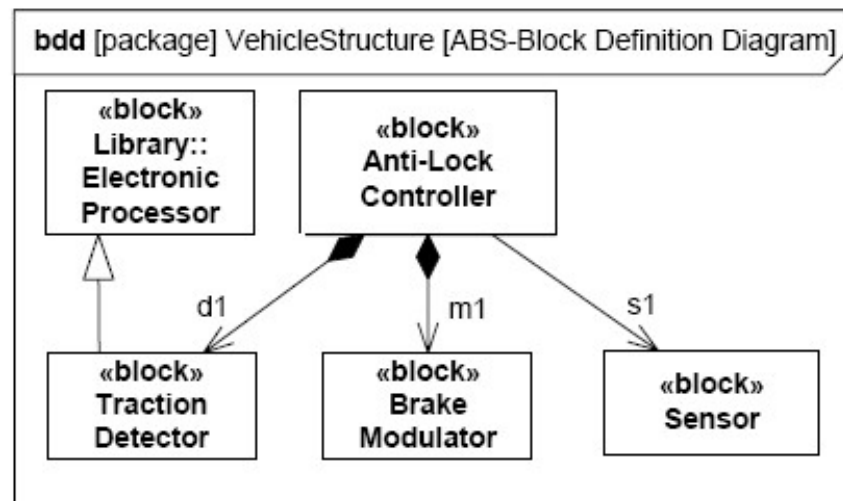 bdd [package] VehicleStructure [ABS-Block Definition Diagram]
«block»
Library::
Electronic
Processor
«block»
Anti-Lock
Controller
d1
m1
s1
«block»
Traction
Detector
«block»
Brake
Modulator
«block»
Sensor